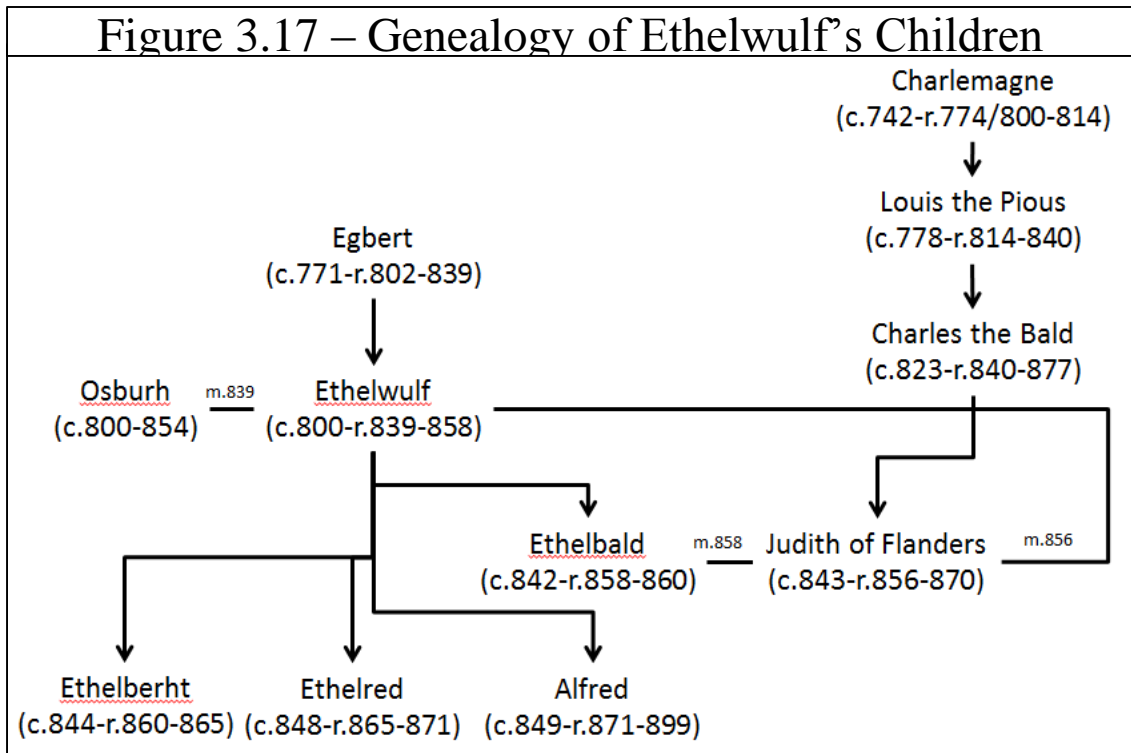 Figure 3.17 – Genealogy of Ethelwulf's Children
Charlemagne
(c.742-r.774/800-814)
Louis the Pious
(c.778-r.814-840)
Egbert
(c.771-r.802-839)
Charles the Bald
(c.823-r.840-877)
Osburh
(c.800-854)
m.839
Ethelwulf
(c.800-r.839-858)
Ethelbald
(c.842-r.858-860)
m.858
Judith of Flanders
(c.843-r.856-870)
m.856
Ethelberht
(c.844-r.860-865)
Ethelred
(c.848-r.865-871)
Alfred
(c.849-r.871-899)